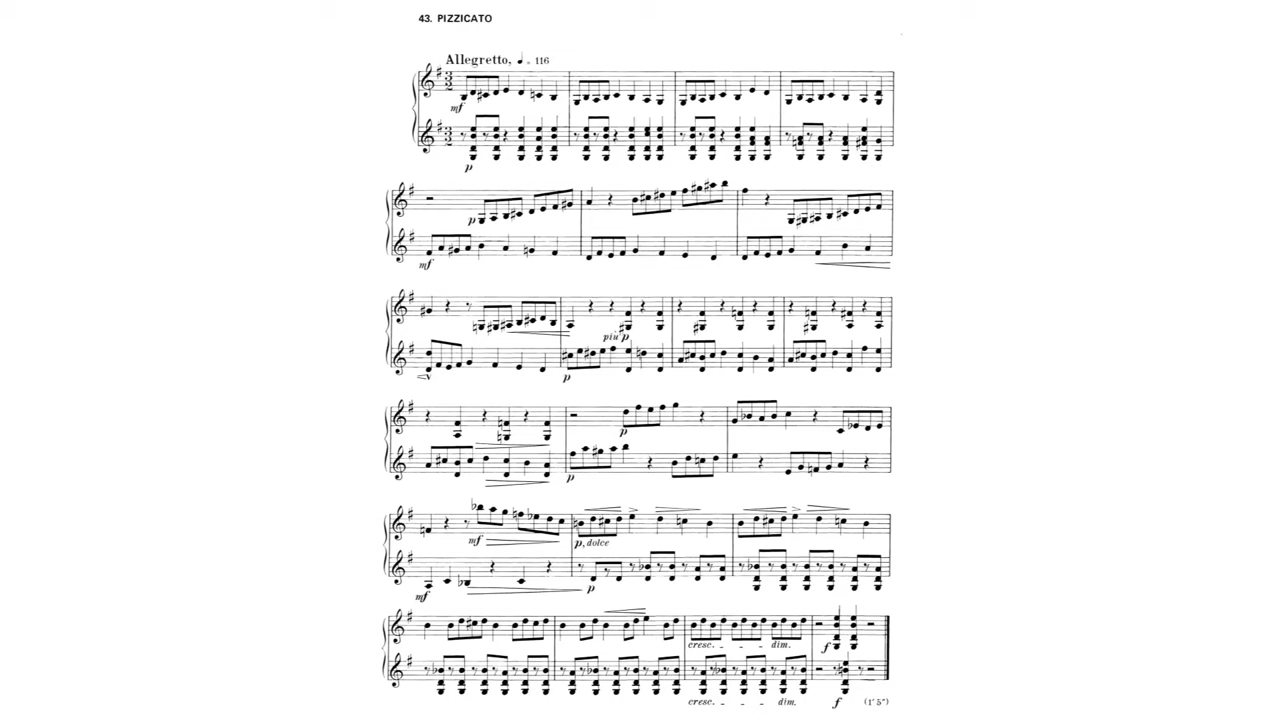 43. PIZZICATO
Allegretto, ♩ = 116
mf
p
p
mf
più p
p
p
p
mf
p, dolce
mf
p
cresc. - - - dim.
f
cresc. - - - dim.
f
(1' 5")